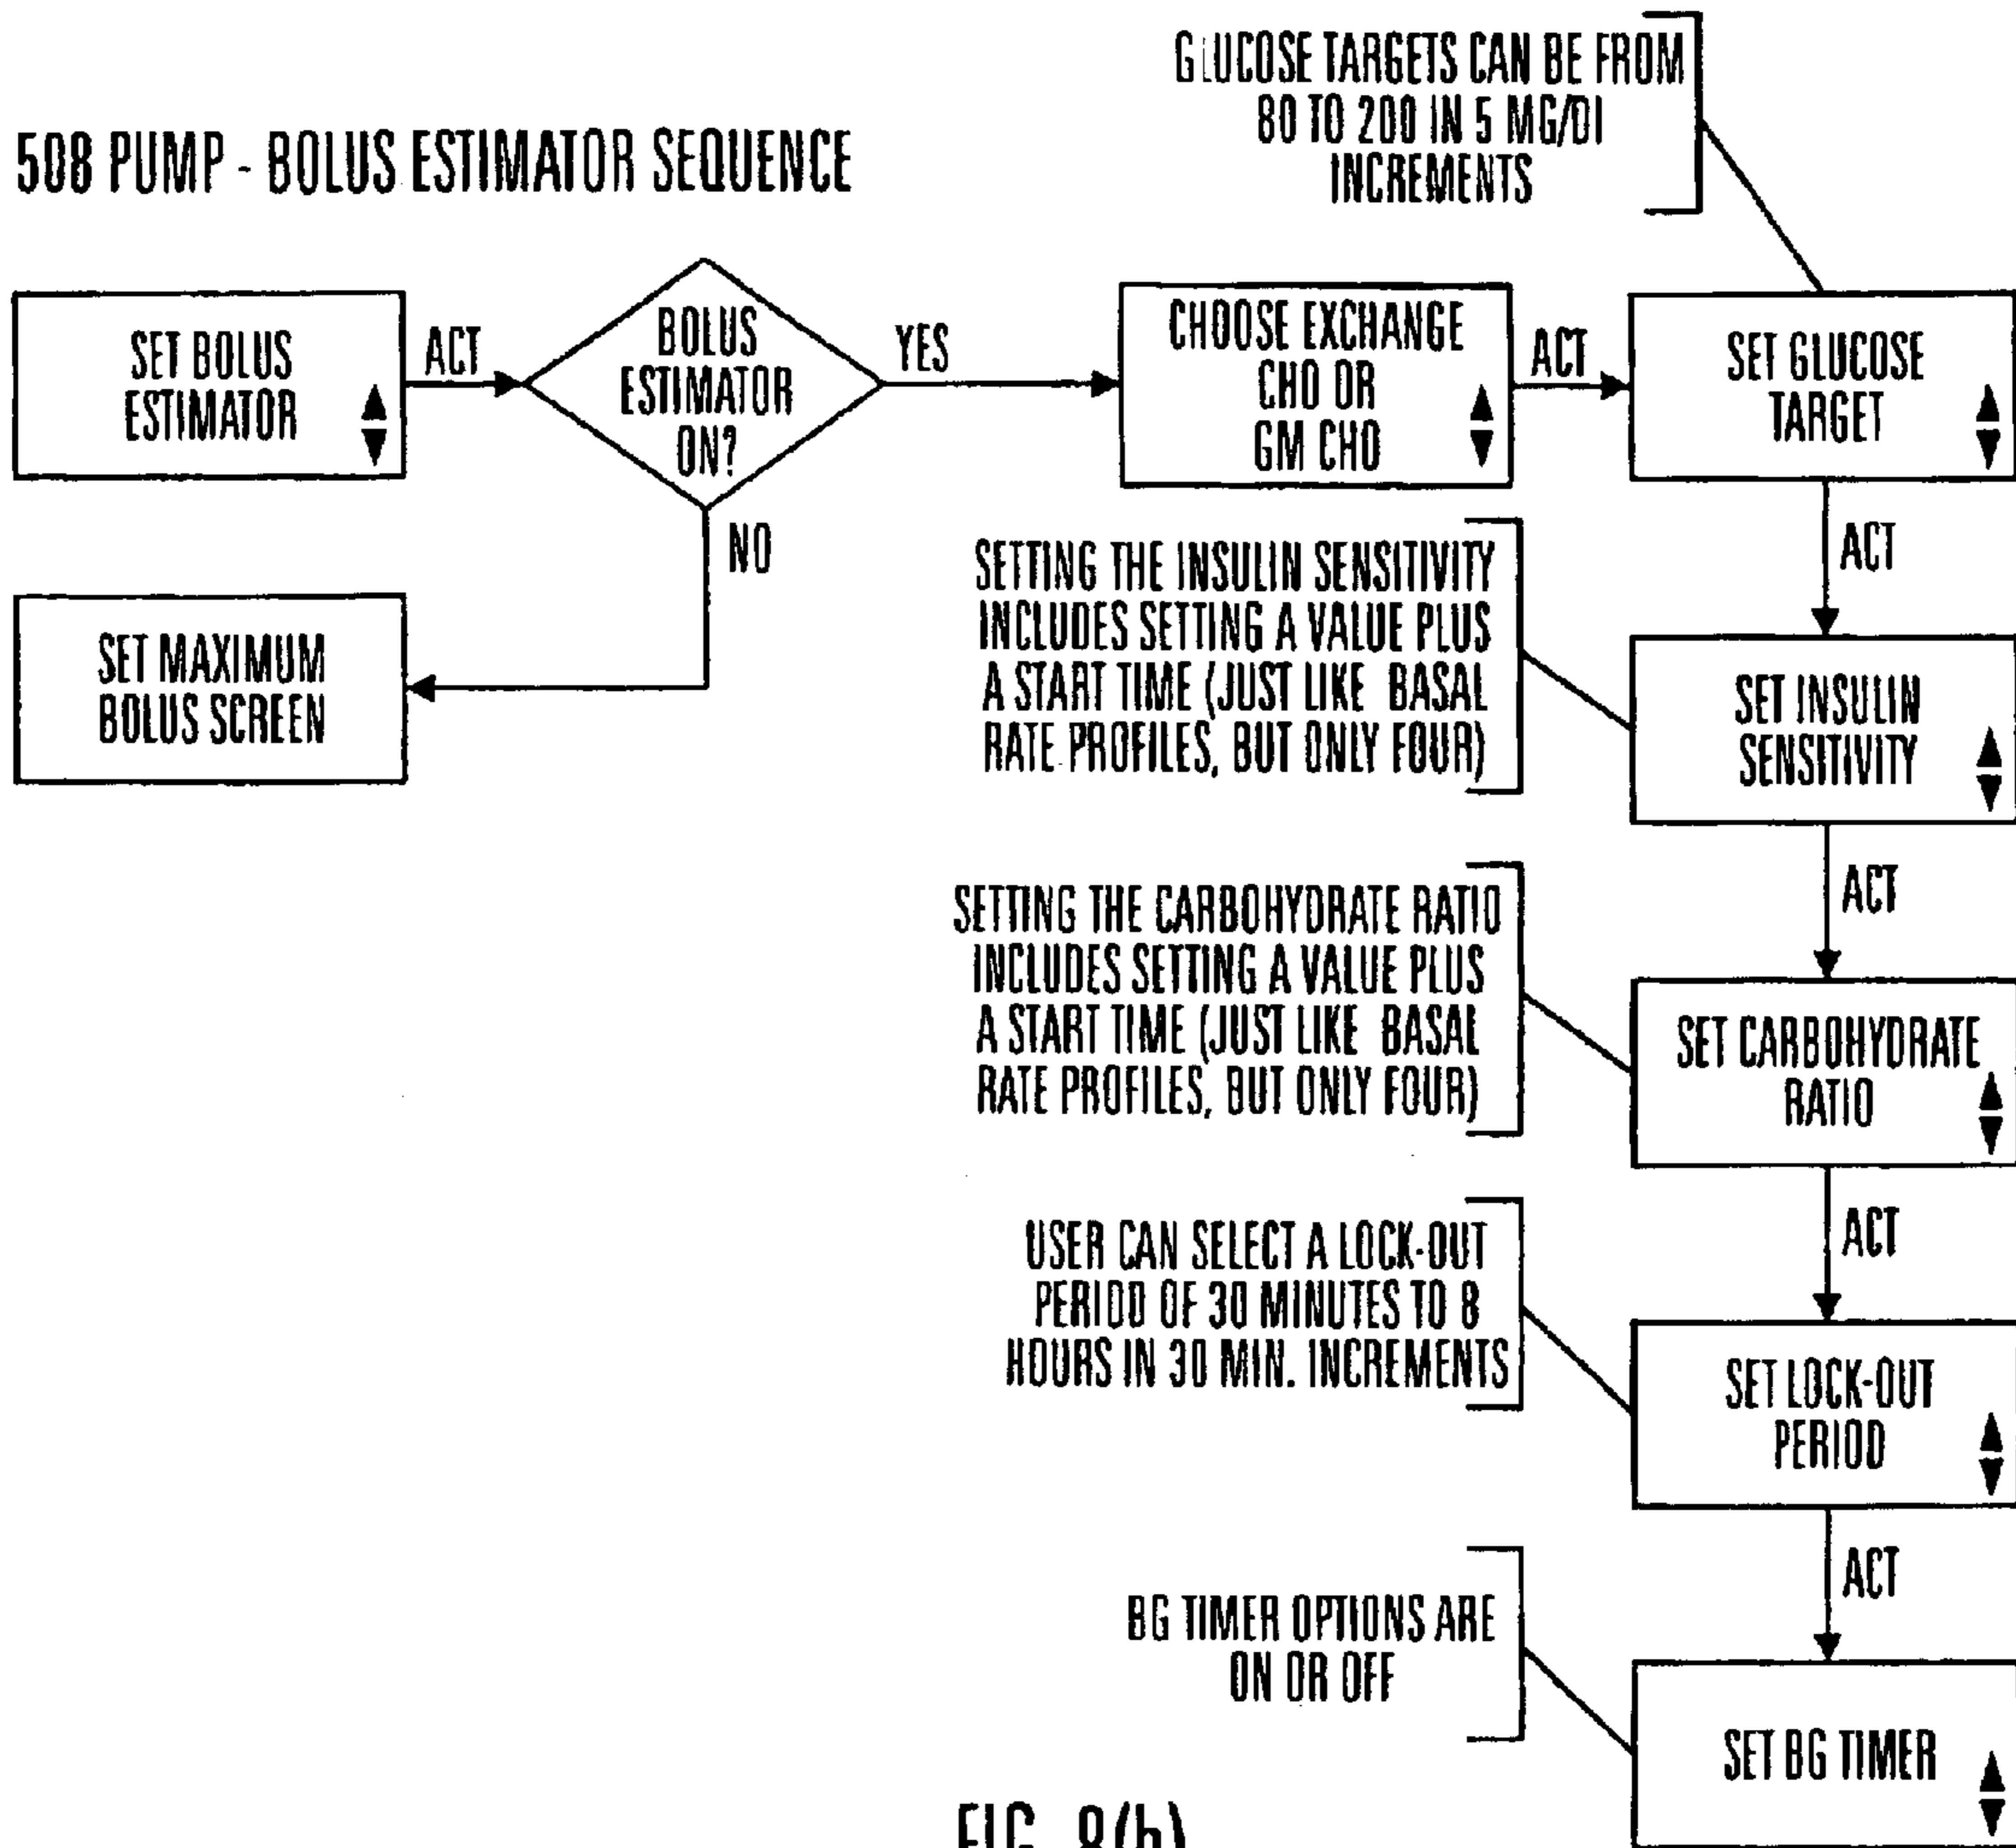 GLUCOSE TARGETS CAN BE FROM
80 TO 200 IN 5 MG/Dl
INCREMENTS
508 PUMP - BOLUS ESTIMATOR SEQUENCE
SET BOLUS
ESTIMATOR
ACT
BOLUS
ESTIMATOR
ON?
YES
CHOOSE EXCHANGE
CHO OR
GM CHO
ACT
SET GLUCOSE
TARGET
NO
ACT
SET MAXIMUM
BOLUS SCREEN
SETTING THE INSULIN SENSITIVITY
INCLUDES SETTING A VALUE PLUS
A START TIME (JUST LIKE BASAL
RATE PROFILES, BUT ONLY FOUR)
SET INSULIN
SENSITIVITY
ACT
SETTING THE CARBOHYDRATE RATIO
INCLUDES SETTING A VALUE PLUS
A START TIME (JUST LIKE BASAL
RATE PROFILES, BUT ONLY FOUR)
SET CARBOHYDRATE
RATIO
ACT
USER CAN SELECT A LOCK-OUT
PERIOD OF 30 MINUTES TO 8
HOURS IN 30 MIN. INCREMENTS
SET LOCK-OUT
PERIOD
ACT
BG TIMER OPTIONS ARE
ON OR OFF
SET BG TIMER
FIG. 8(b)